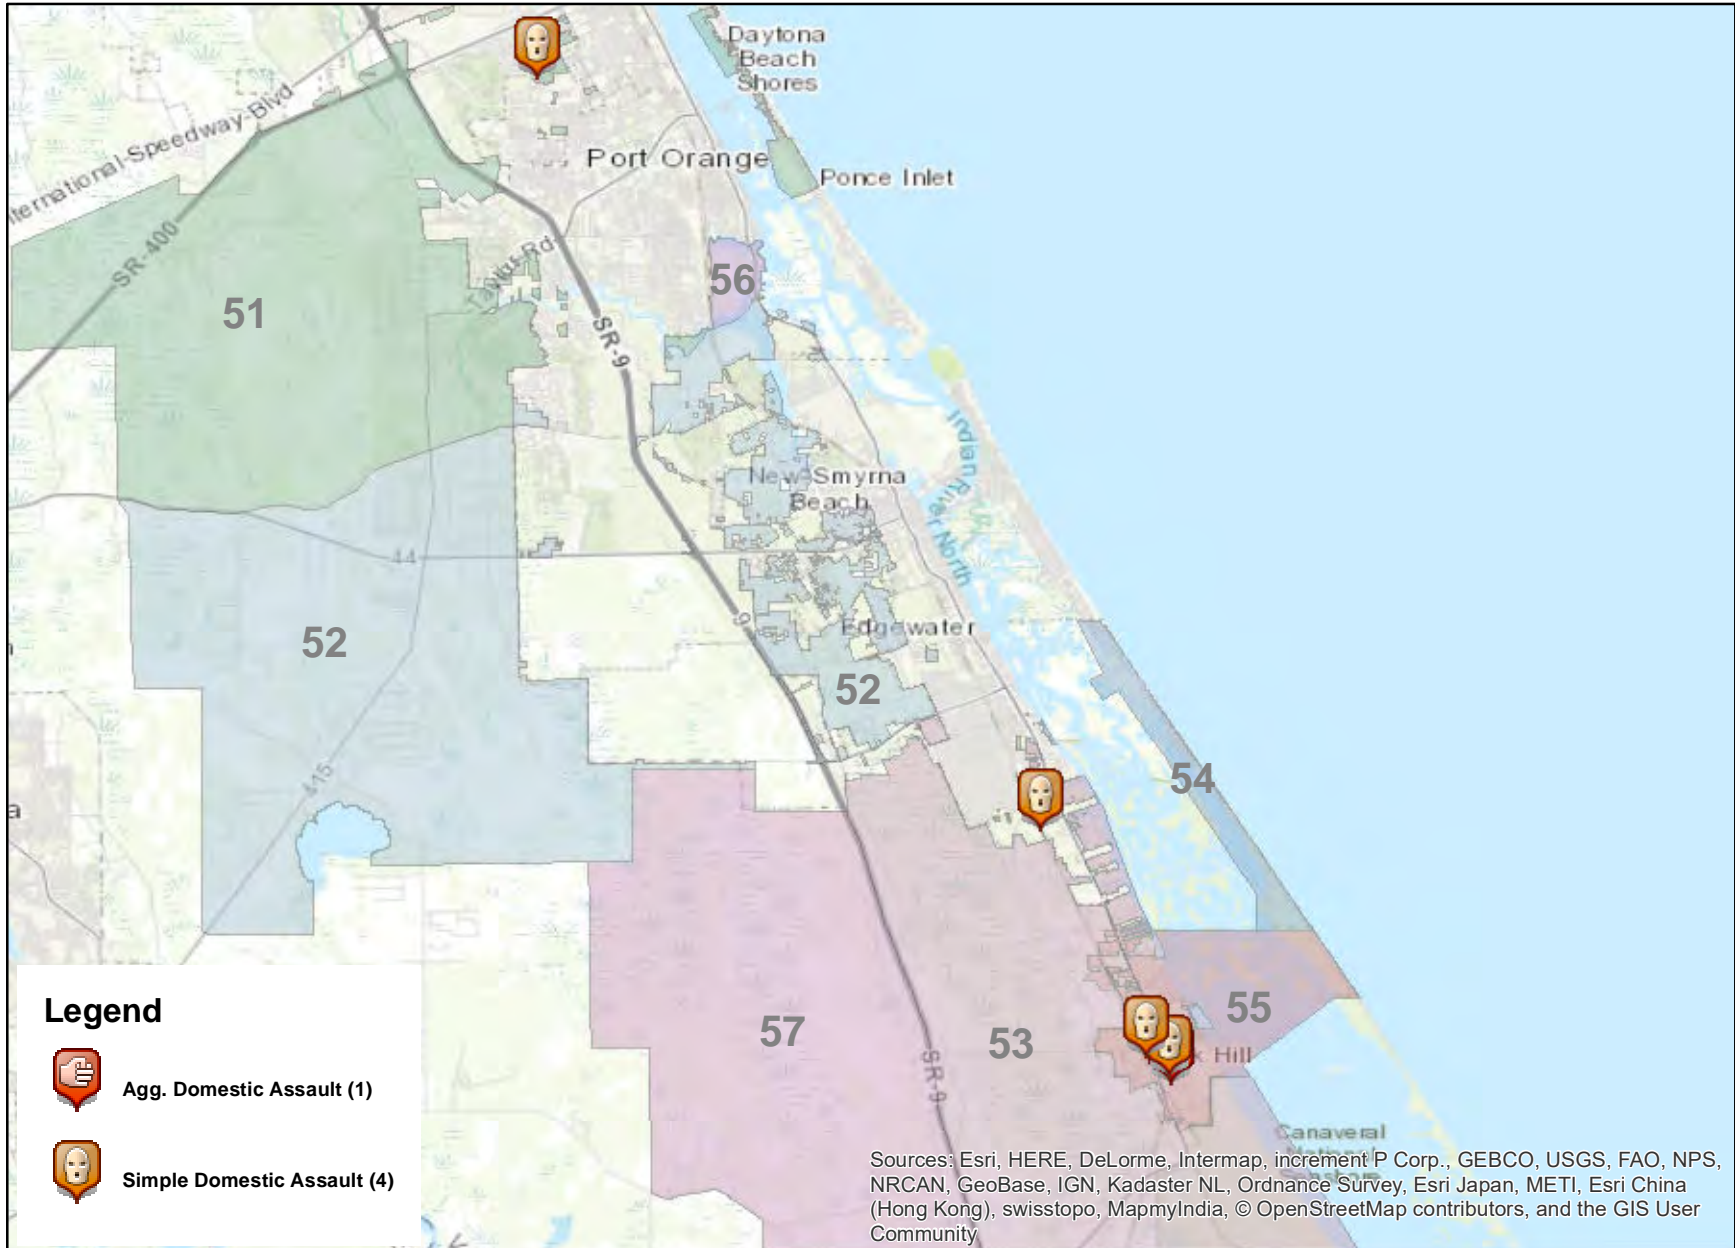 Daytona
Beach
Shores
International-Speedway-Blvd
Port Orange
Ponce Inlet
SR-400
Taylor Rd
56
51
SR-9
Indian River North
New Smyrna
Beach
44
9
Edgewater
52
52
54
415
a
55
57
53
Hill
SR-9
Canaveral
Legend
Agg. Domestic Assault (1)
Simple Domestic Assault (4)
Sources: Esri, HERE, DeLorme, Intermap, increment P Corp., GEBCO, USGS, FAO, NPS,
NRCAN, GeoBase, IGN, Kadaster NL, Ordnance Survey, Esri Japan, METI, Esri China
(Hong Kong), swisstopo, MapmyIndia, © OpenStreetMap contributors, and the GIS User
Community